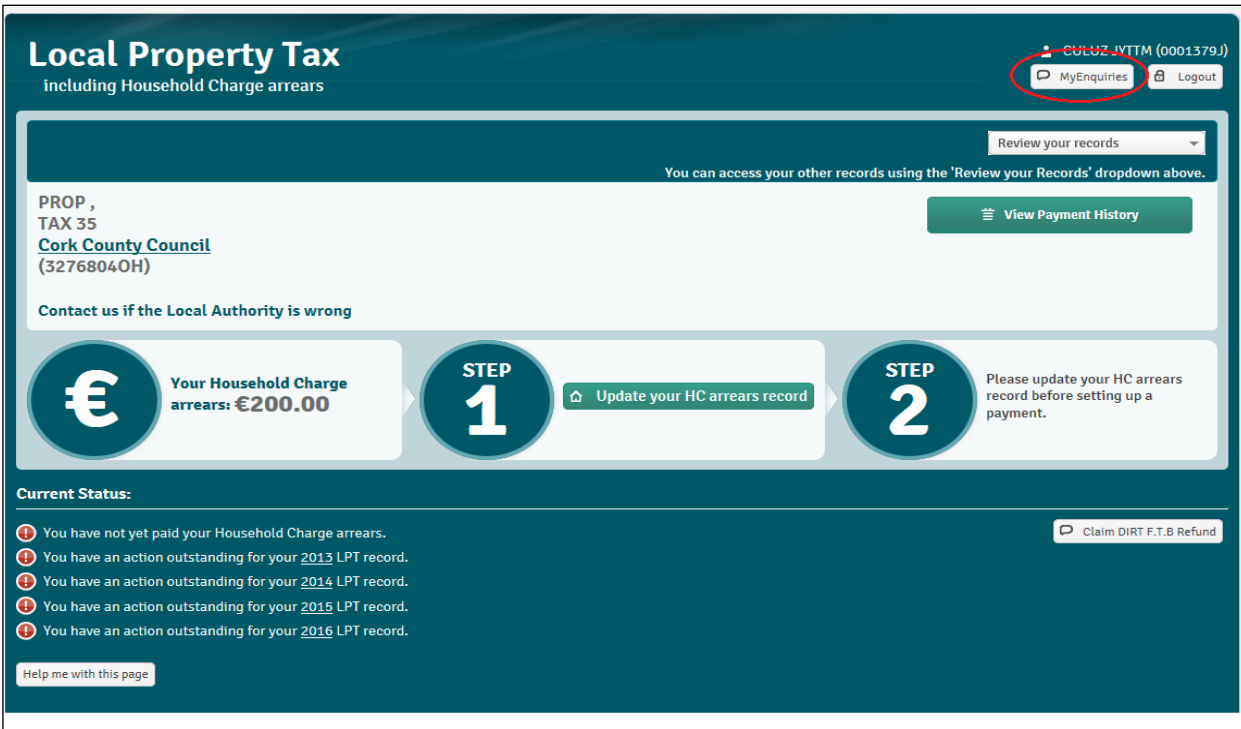 Local Property Tax
including Household Charge arrears
CULUZ JYTTM (0001379J)
MyEnquiries
Logout
Review your records
You can access your other records using the 'Review your Records' dropdown above.
PROP ,
TAX 35
Cork County Council
(3276804OH)
View Payment History
Contact us if the Local Authority is wrong
€
Your Household Charge
arrears: €200.00
STEP
1
Update your HC arrears record
STEP
2
Please update your HC arrears
record before setting up a
payment.
Current Status:
You have not yet paid your Household Charge arrears.
You have an action outstanding for your 2013 LPT record.
You have an action outstanding for your 2014 LPT record.
You have an action outstanding for your 2015 LPT record.
You have an action outstanding for your 2016 LPT record.
Claim DIRT F.T.B Refund
Help me with this page